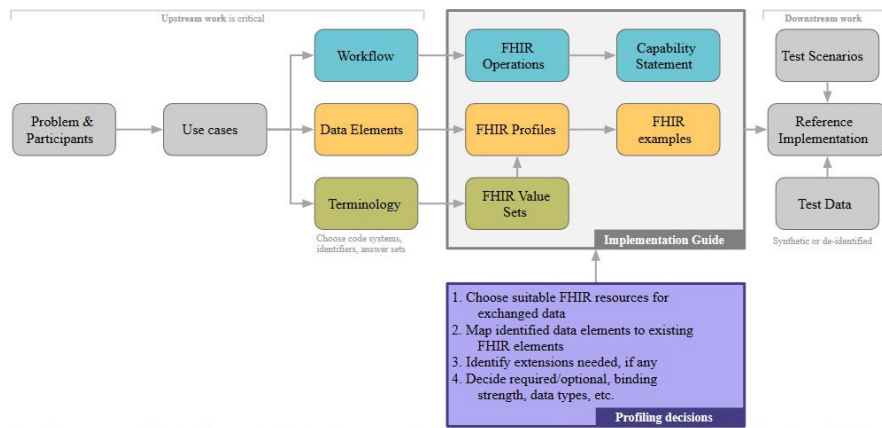 Upstream work is critical
Downstream work
Workflow
FHIR
Operations
Capability
Statement
Test Scenarios
Problem &
Participants
Use cases
Data Elements
FHIR Profiles
FHIR
examples
Reference
Implementation
Terminology
FHIR Value
Sets
Test Data
Choose code systems,
identifiers, answer sets
Implementation Guide
Synthetic or de-identified
1. Choose suitable FHIR resources for
exchanged data
2. Map identified data elements to existing
FHIR elements
3. Identify extensions needed, if any
4. Decide required/optional, binding
strength, data types, etc.
Profiling decisions